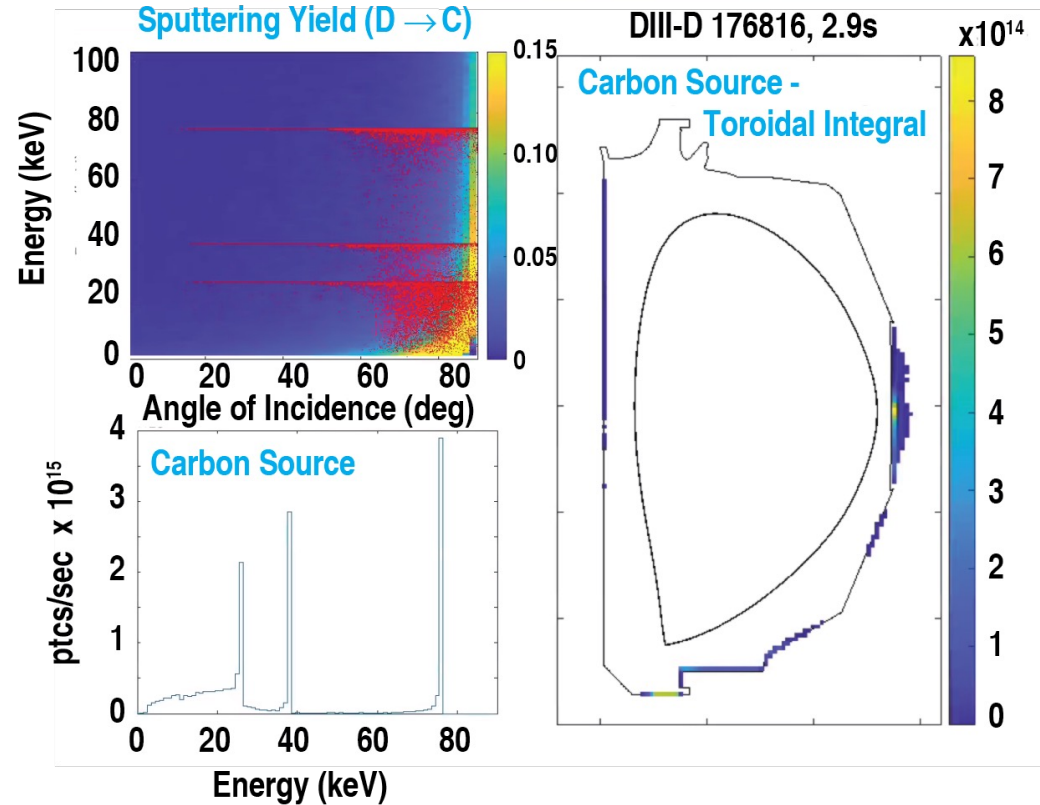 Sputtering Yield (D → C)
100
80
60
40
20
0
Energy (keV)
0.15
0.10
0.05
0
0 20 40 60 80
Angle of Incidence (deg)
Carbon Source
4
3
2
1
0
ptcs/sec x 10¹⁵
0 20 40 60 80
Energy (keV)
DIII-D 176816, 2.9s
Carbon Source -
Toroidal Integral
x10¹⁴
8
7
6
5
4
3
2
1
0